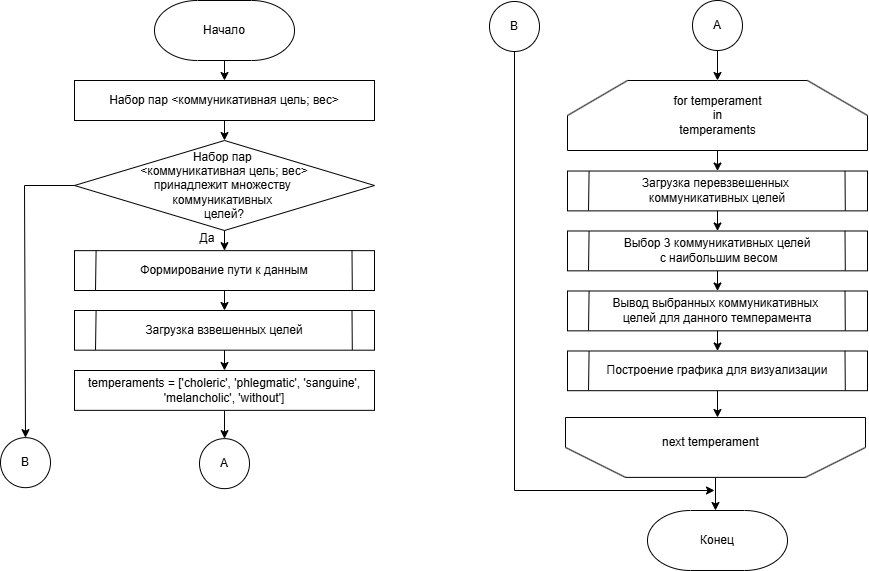 Начало
Набор пар <коммуникативная цель; вес>
Набор пар
<коммуникативная цель; вес>
принадлежит множеству
коммуникативных
целей?
Да
Формирование пути к данным
Загрузка взвешенных целей
temperaments = ['choleric', 'phlegmatic', 'sanguine',
'melancholic', 'without']
B
A
B
A
for temperament
in
temperaments
Загрузка перевзвешенных
коммуникативных целей
Выбор 3 коммуникативных целей
с наибольшим весом
Вывод выбранных коммуникативных
целей для данного темперамента
Построение графика для визуализации
next temperament
Конец